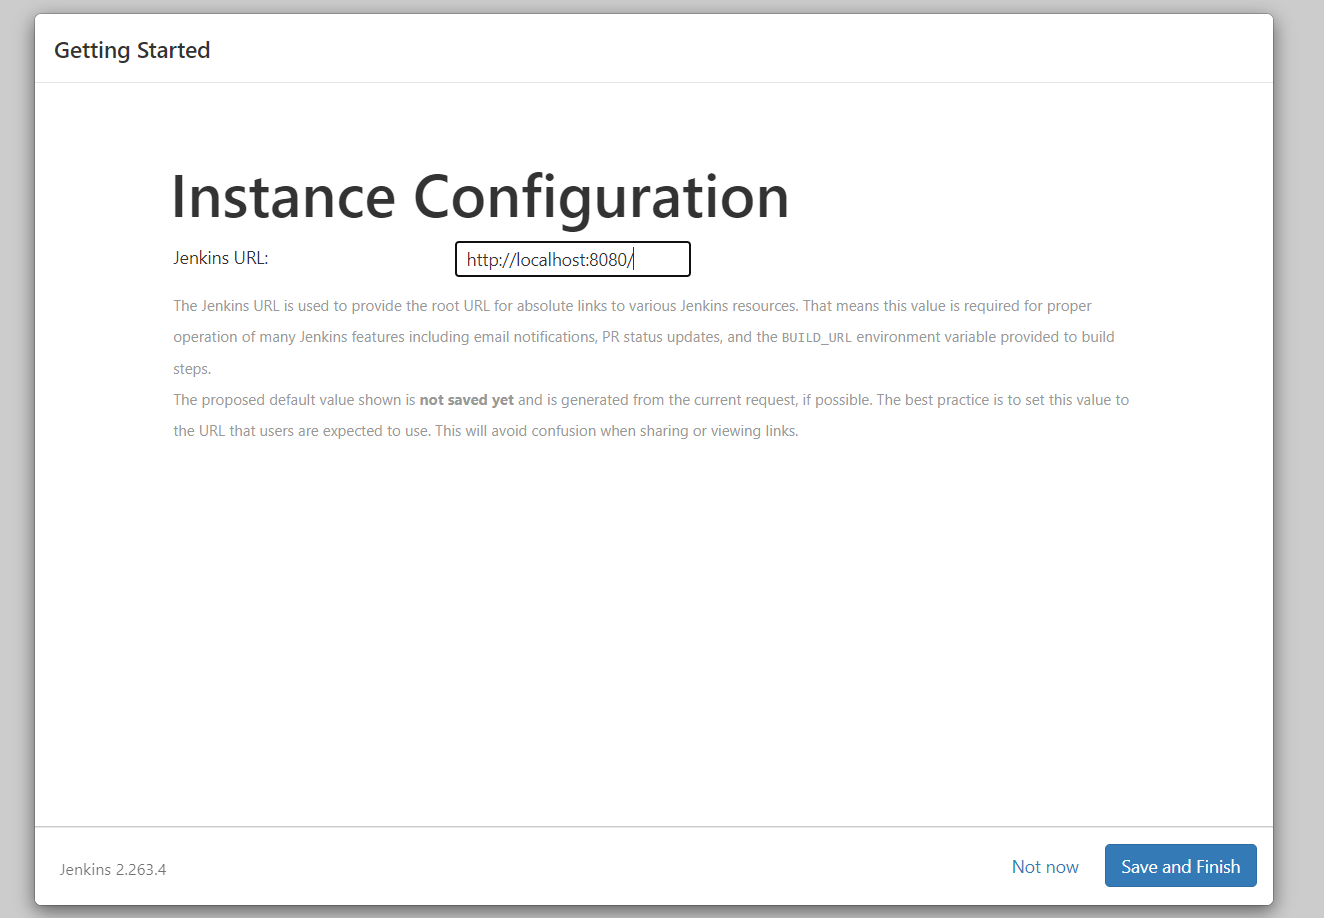 Getting Started
Instance Configuration
Jenkins URL: http://localhost:8080/
The Jenkins URL is used to provide the root URL for absolute links to various Jenkins resources. That means this value is required for proper
operation of many Jenkins features including email notifications, PR status updates, and the BUILD_URL environment variable provided to build
steps.
The proposed default value shown is not saved yet and is generated from the current request, if possible. The best practice is to set this value to
the URL that users are expected to use. This will avoid confusion when sharing or viewing links.
Jenkins 2.263.4 Not now Save and Finish